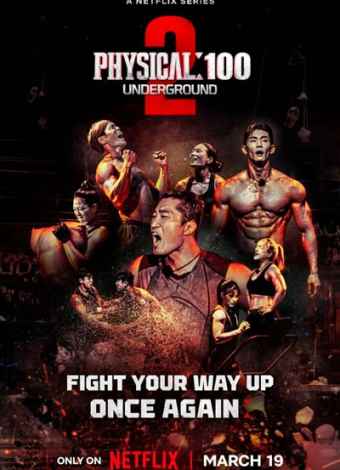 A NETFLIX SERIES
2
PHYSICAL:100
UNDERGROUND
FIGHT YOUR WAY UP
ONCE AGAIN
ONLY ON NETFLIX | MARCH 19